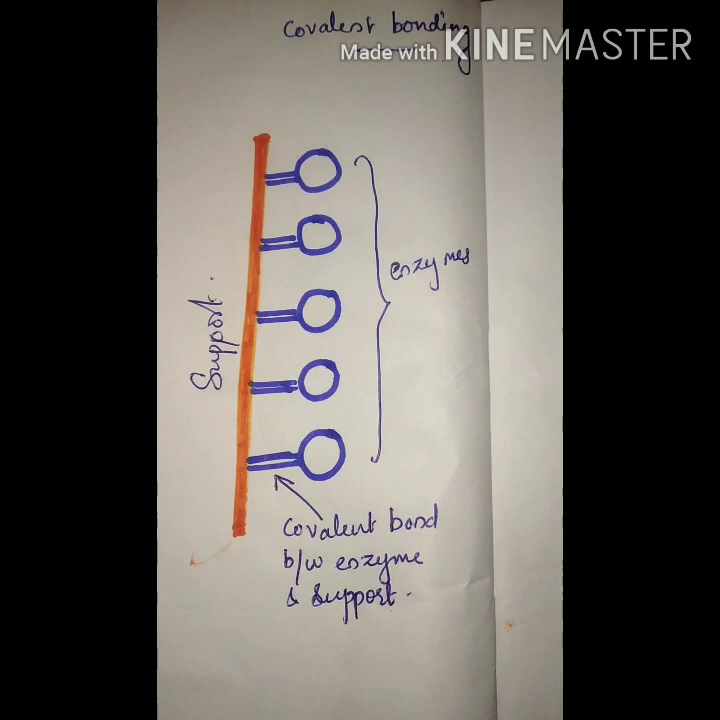 Covalent bonding
Made with KINEMASTER
Support.
enzymes
Covalent bond
b/w enzyme
& Support.